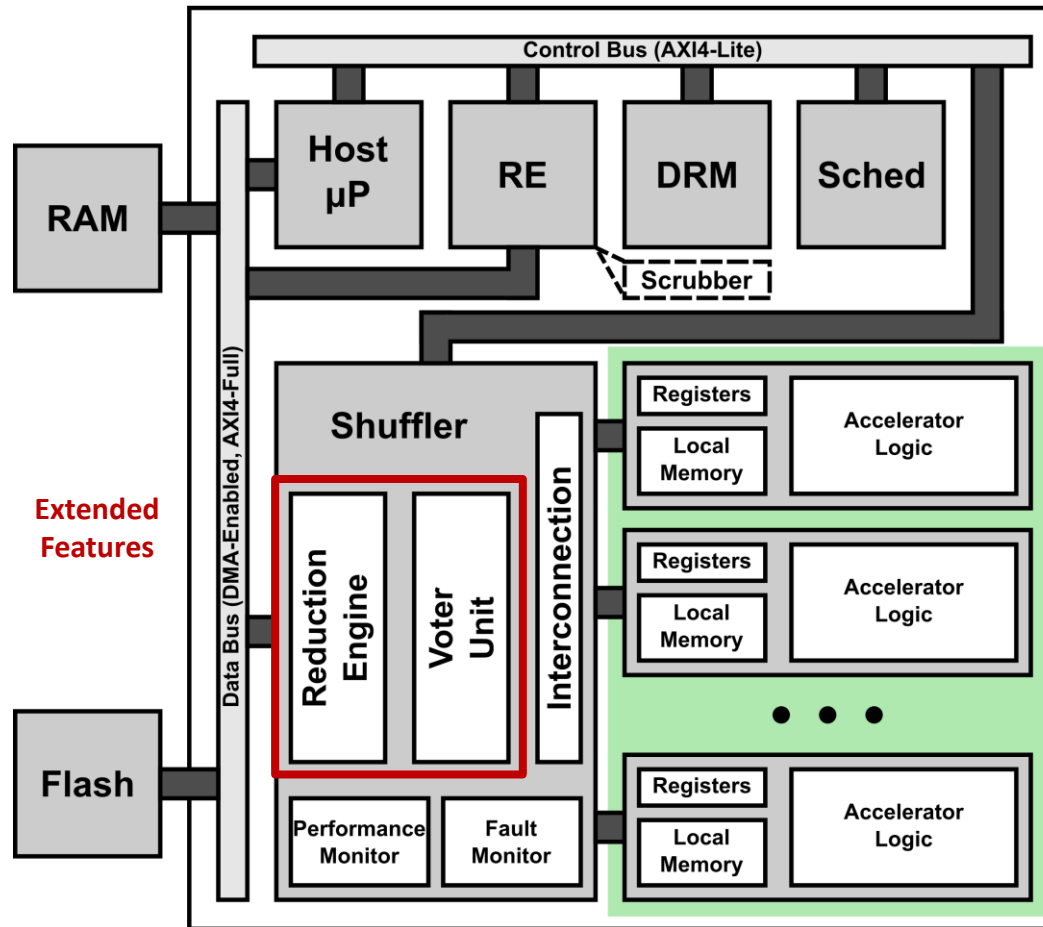 Control Bus (AXI4-Lite)
Host
µP
RE
DRM
Sched
RAM
Scrubber
Data Bus (DMA-Enabled, AXI4-Full)
Extended
Features
Flash
Shuffler
Reduction
Engine
Voter
Unit
Interconnection
Performance
Monitor
Fault
Monitor
Registers
Local
Memory
Accelerator
Logic
Registers
Local
Memory
Accelerator
Logic
Registers
Local
Memory
Accelerator
Logic